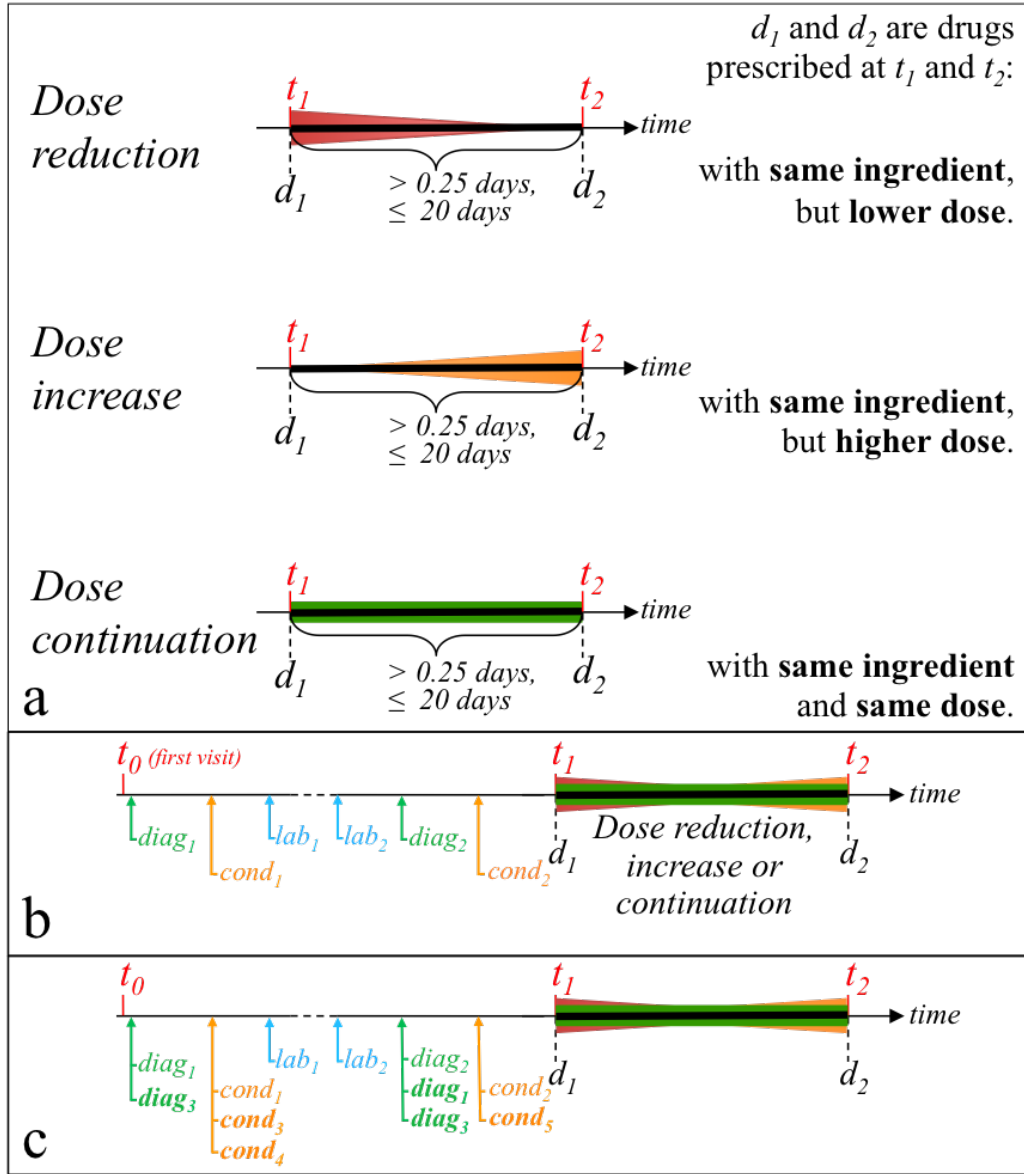 d₁ and d₂ are drugs
prescribed at t₁ and t₂:
Dose
reduction
t₁
t₂
time
d₁
> 0.25 days,
≤ 20 days
d₂
with same ingredient,
but lower dose.
Dose
increase
t₁
t₂
time
d₁
> 0.25 days,
≤ 20 days
d₂
with same ingredient,
but higher dose.
Dose
continuation
t₁
t₂
time
d₁
> 0.25 days,
≤ 20 days
d₂
with same ingredient
and same dose.
a
t₀ (first visit)
t₁
t₂
time
diag₁
cond₁
lab₁
lab₂
diag₂
cond₂
d₁
Dose reduction,
increase or
continuation
d₂
b
t₀
t₁
t₂
time
diag₁
diag₃
cond₁
cond₃
cond₄
lab₁
lab₂
diag₂
diag₁
diag₃
cond₂
cond₅
d₁
d₂
c